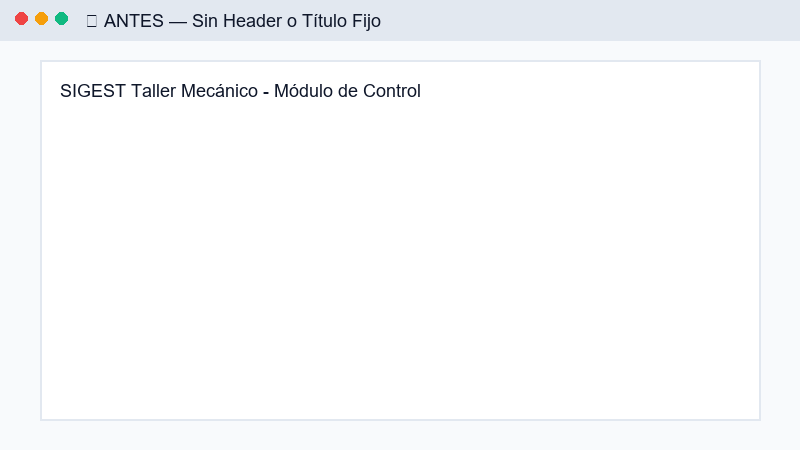 ANTES — Sin Header o Título Fijo
SIGEST Taller Mecánico - Módulo de Control